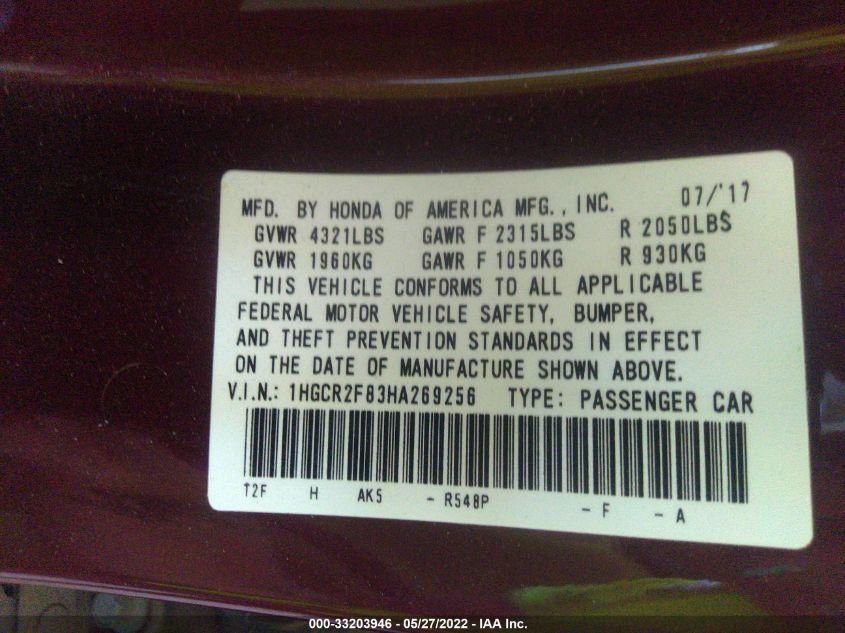 MFD. BY HONDA OF AMERICA MFG., INC. 07/'17
GVWR 4321LBS GAWR F 2315LBS R 2050LBS
GVWR 1960KG GAWR F 1050KG R 930KG
THIS VEHICLE CONFORMS TO ALL APPLICABLE
FEDERAL MOTOR VEHICLE SAFETY, BUMPER,
AND THEFT PREVENTION STANDARDS IN EFFECT
ON THE DATE OF MANUFACTURE SHOWN ABOVE.
V.I.N.: 1HGCR2F83HA269256 TYPE: PASSENGER CAR
T2F H AK5 - R548P - F - A
000-33203946 - 05/27/2022 - IAA Inc.